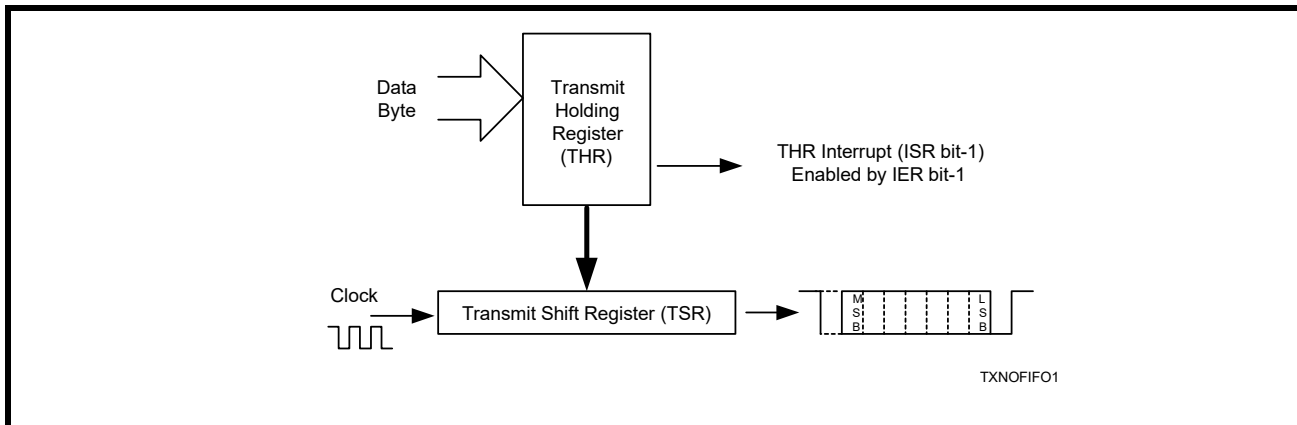 Data
Byte
Transmit
Holding
Register
(THR)
THR Interrupt (ISR bit-1)
Enabled by IER bit-1
Clock
Transmit Shift Register (TSR)
M
S
B
L
S
B
TXNOFIFO1